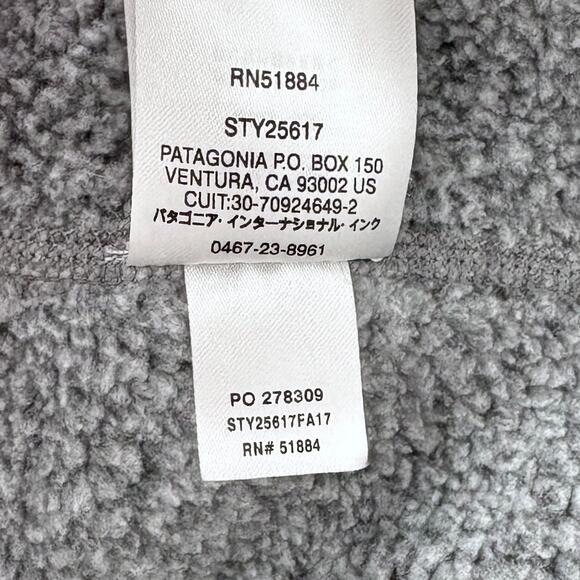 RN51884
STY25617
PATAGONIA P.O. BOX 150
VENTURA, CA 93002 US
CUIT:30-70924649-2
パタゴニア・インターナショナル・インク
0467-23-8961
PO 278309
STY25617FA17
RN# 51884